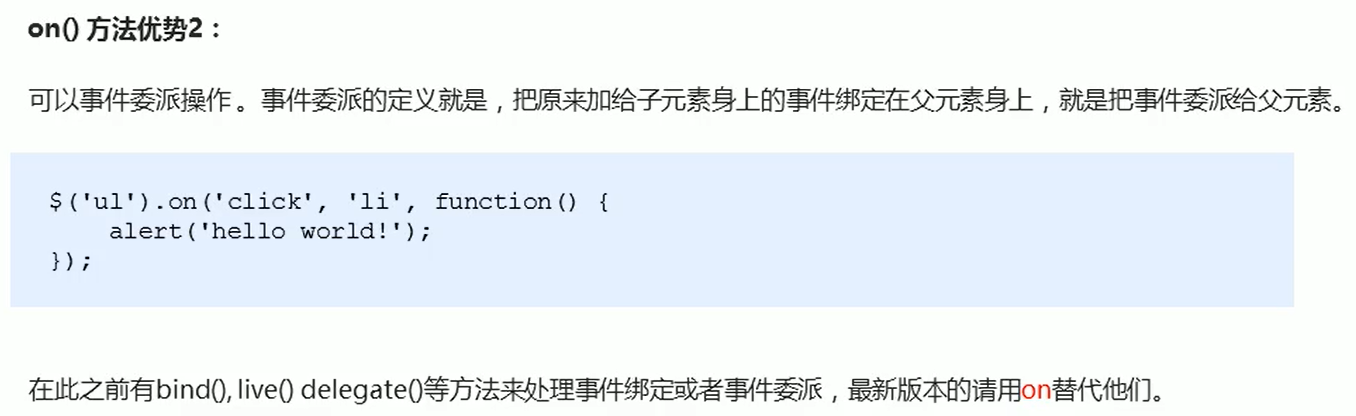 on() 方法优势2：
可以事件委派操作。事件委派的定义就是，把原来加给子元素身上的事件绑定在父元素身上，就是把事件委派给父元素。
$('ul').on('click', 'li', function() {
    alert('hello world!');
});
在此之前有bind(), live() delegate()等方法来处理事件绑定或者事件委派，最新版本的请用on替代他们。